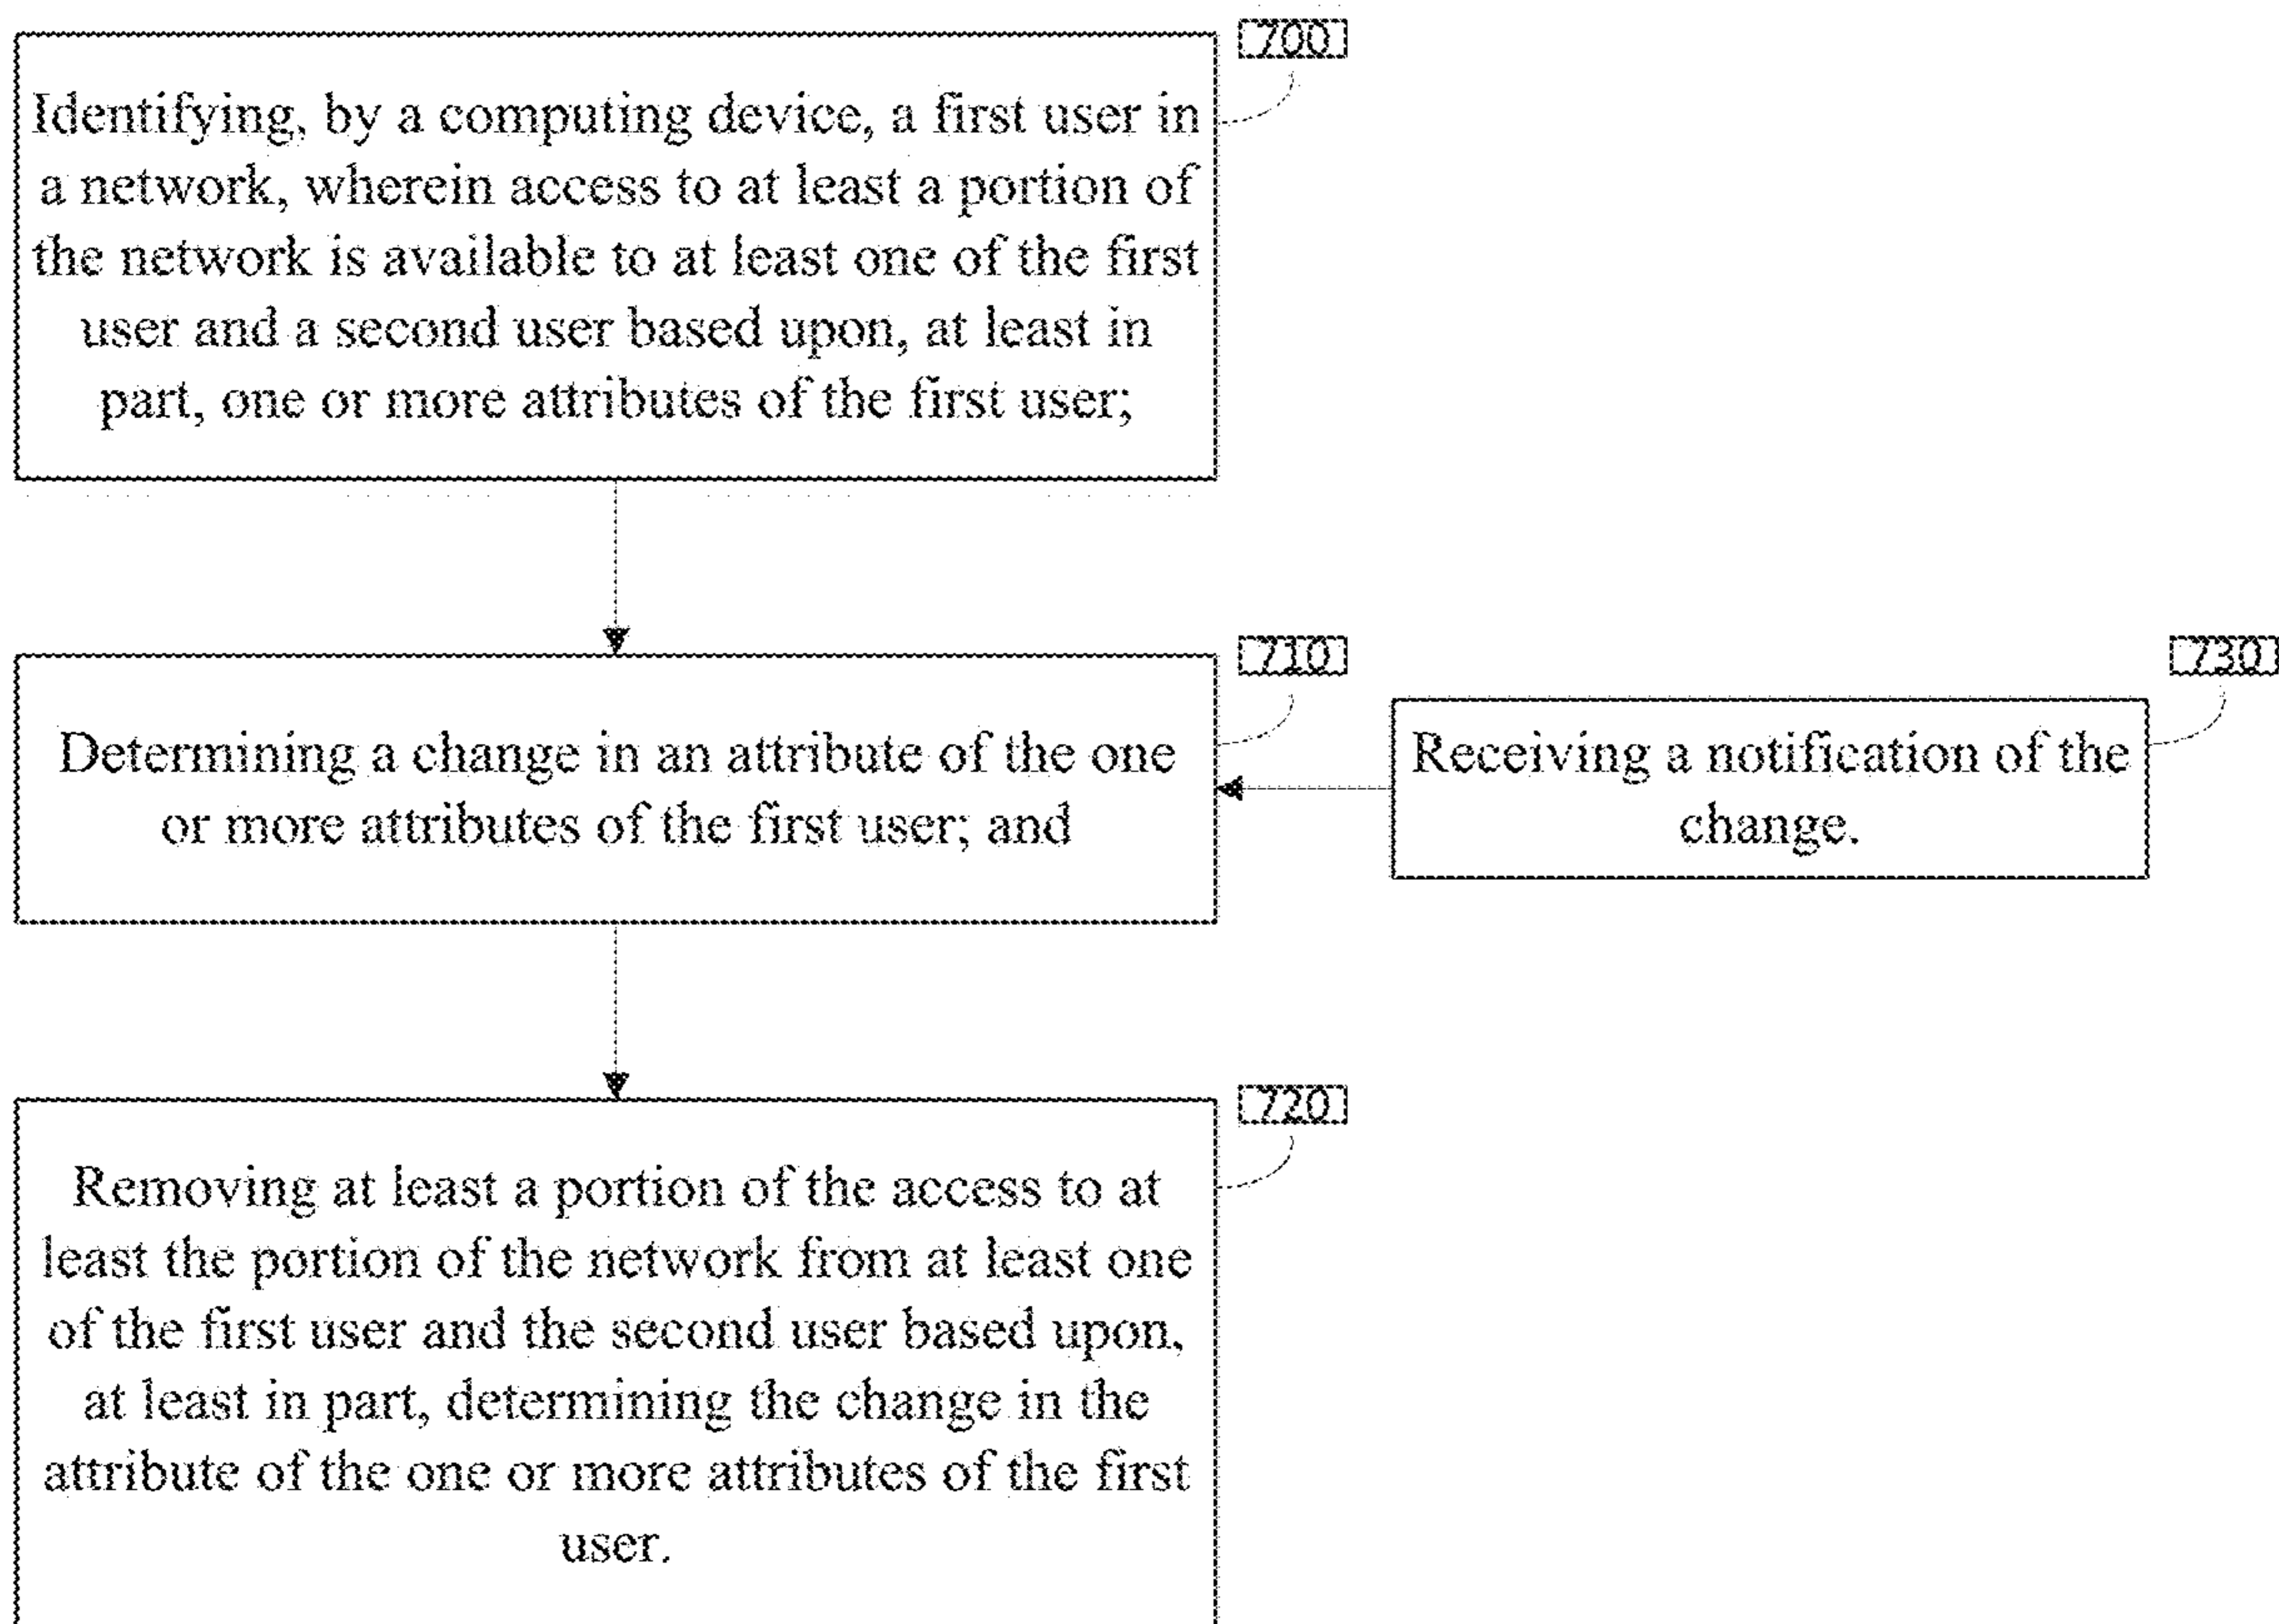 700
Identifying, by a computing device, a first user in
a network, wherein access to at least a portion of
the network is available to at least one of the first
user and a second user based upon, at least in
part, one or more attributes of the first user;
710
Determining a change in an attribute of the one
or more attributes of the first user; and
730
Receiving a notification of the
change.
720
Removing at least a portion of the access to at
least the portion of the network from at least one
of the first user and the second user based upon,
at least in part, determining the change in the
attribute of the one or more attributes of the first
user.